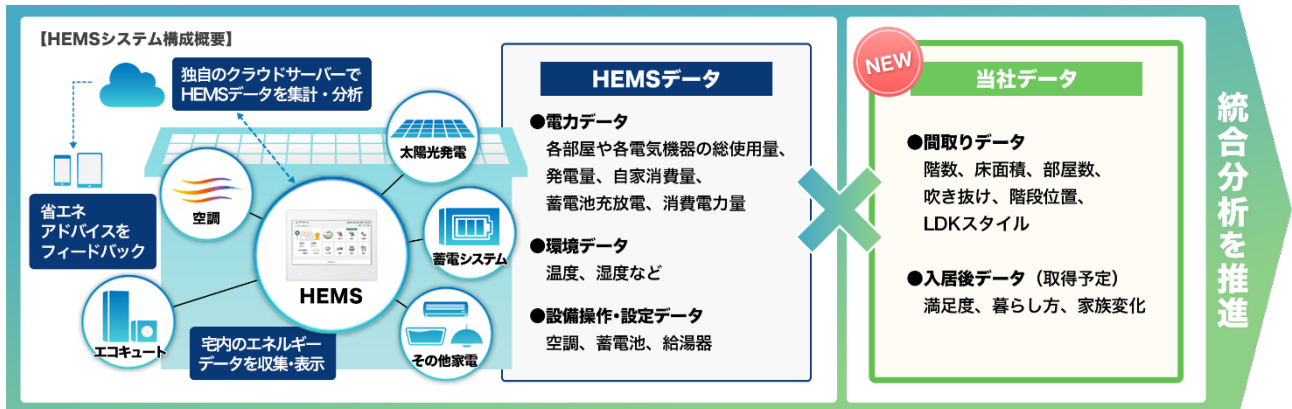 【HEMSシステム構成概要】
独自のクラウドサーバーで
HEMSデータを集計・分析
太陽光発電
空調
省エネ
アドバイスを
フィードバック
HEMS
蓄電システム
エコキュート
宅内のエネルギー
データを収集・表示
その他家電
HEMSデータ
●電力データ
各部屋や各電気機器の総使用量、
発電量、自家消費量、
蓄電池充放電、消費電力量
●環境データ
温度、湿度など
●設備操作・設定データ
空調、蓄電池、給湯器
NEW
当社データ
●間取りデータ
階数、床面積、部屋数、
吹き抜け、階段位置、
LDKスタイル
●入居後データ（取得予定）
満足度、暮らし方、家族変化
統合分析を推進